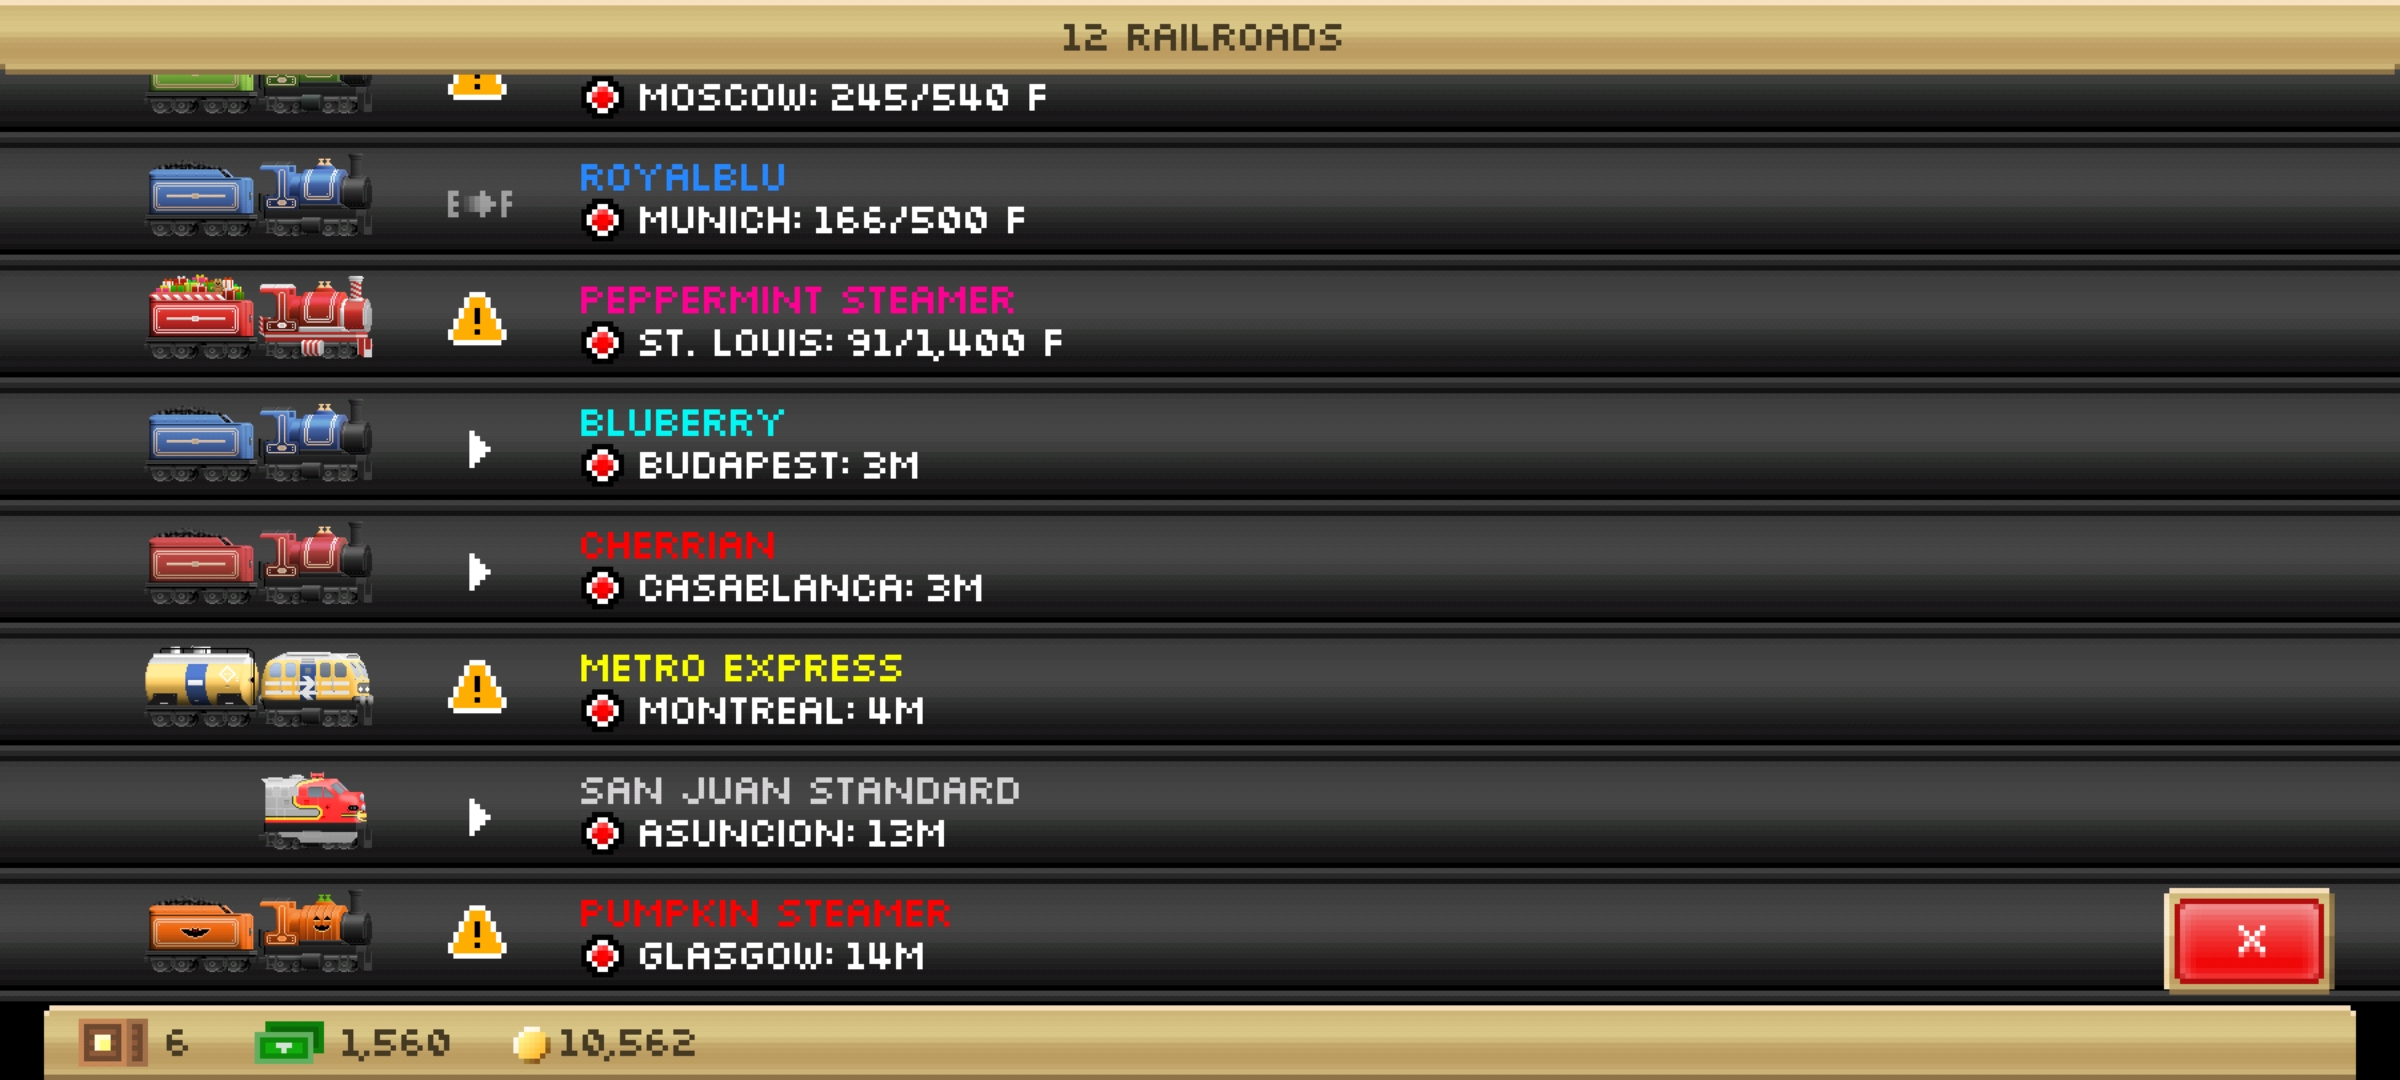 12 RAILROADS
MOSCOW: 245/540 F
E F
ROYALBLU
MUNICH: 166/500 F
PEPPERMINT STEAMER
ST. LOUIS: 91/1,400 F
BLUBERRY
BUDAPEST: 3M
CHERRIAN
CASABLANCA: 3M
METRO EXPRESS
MONTREAL: 4M
SAN JUAN STANDARD
ASUNCION: 13M
PUMPKIN STEAMER
GLASGOW: 14M
X
6 1,560 10,562